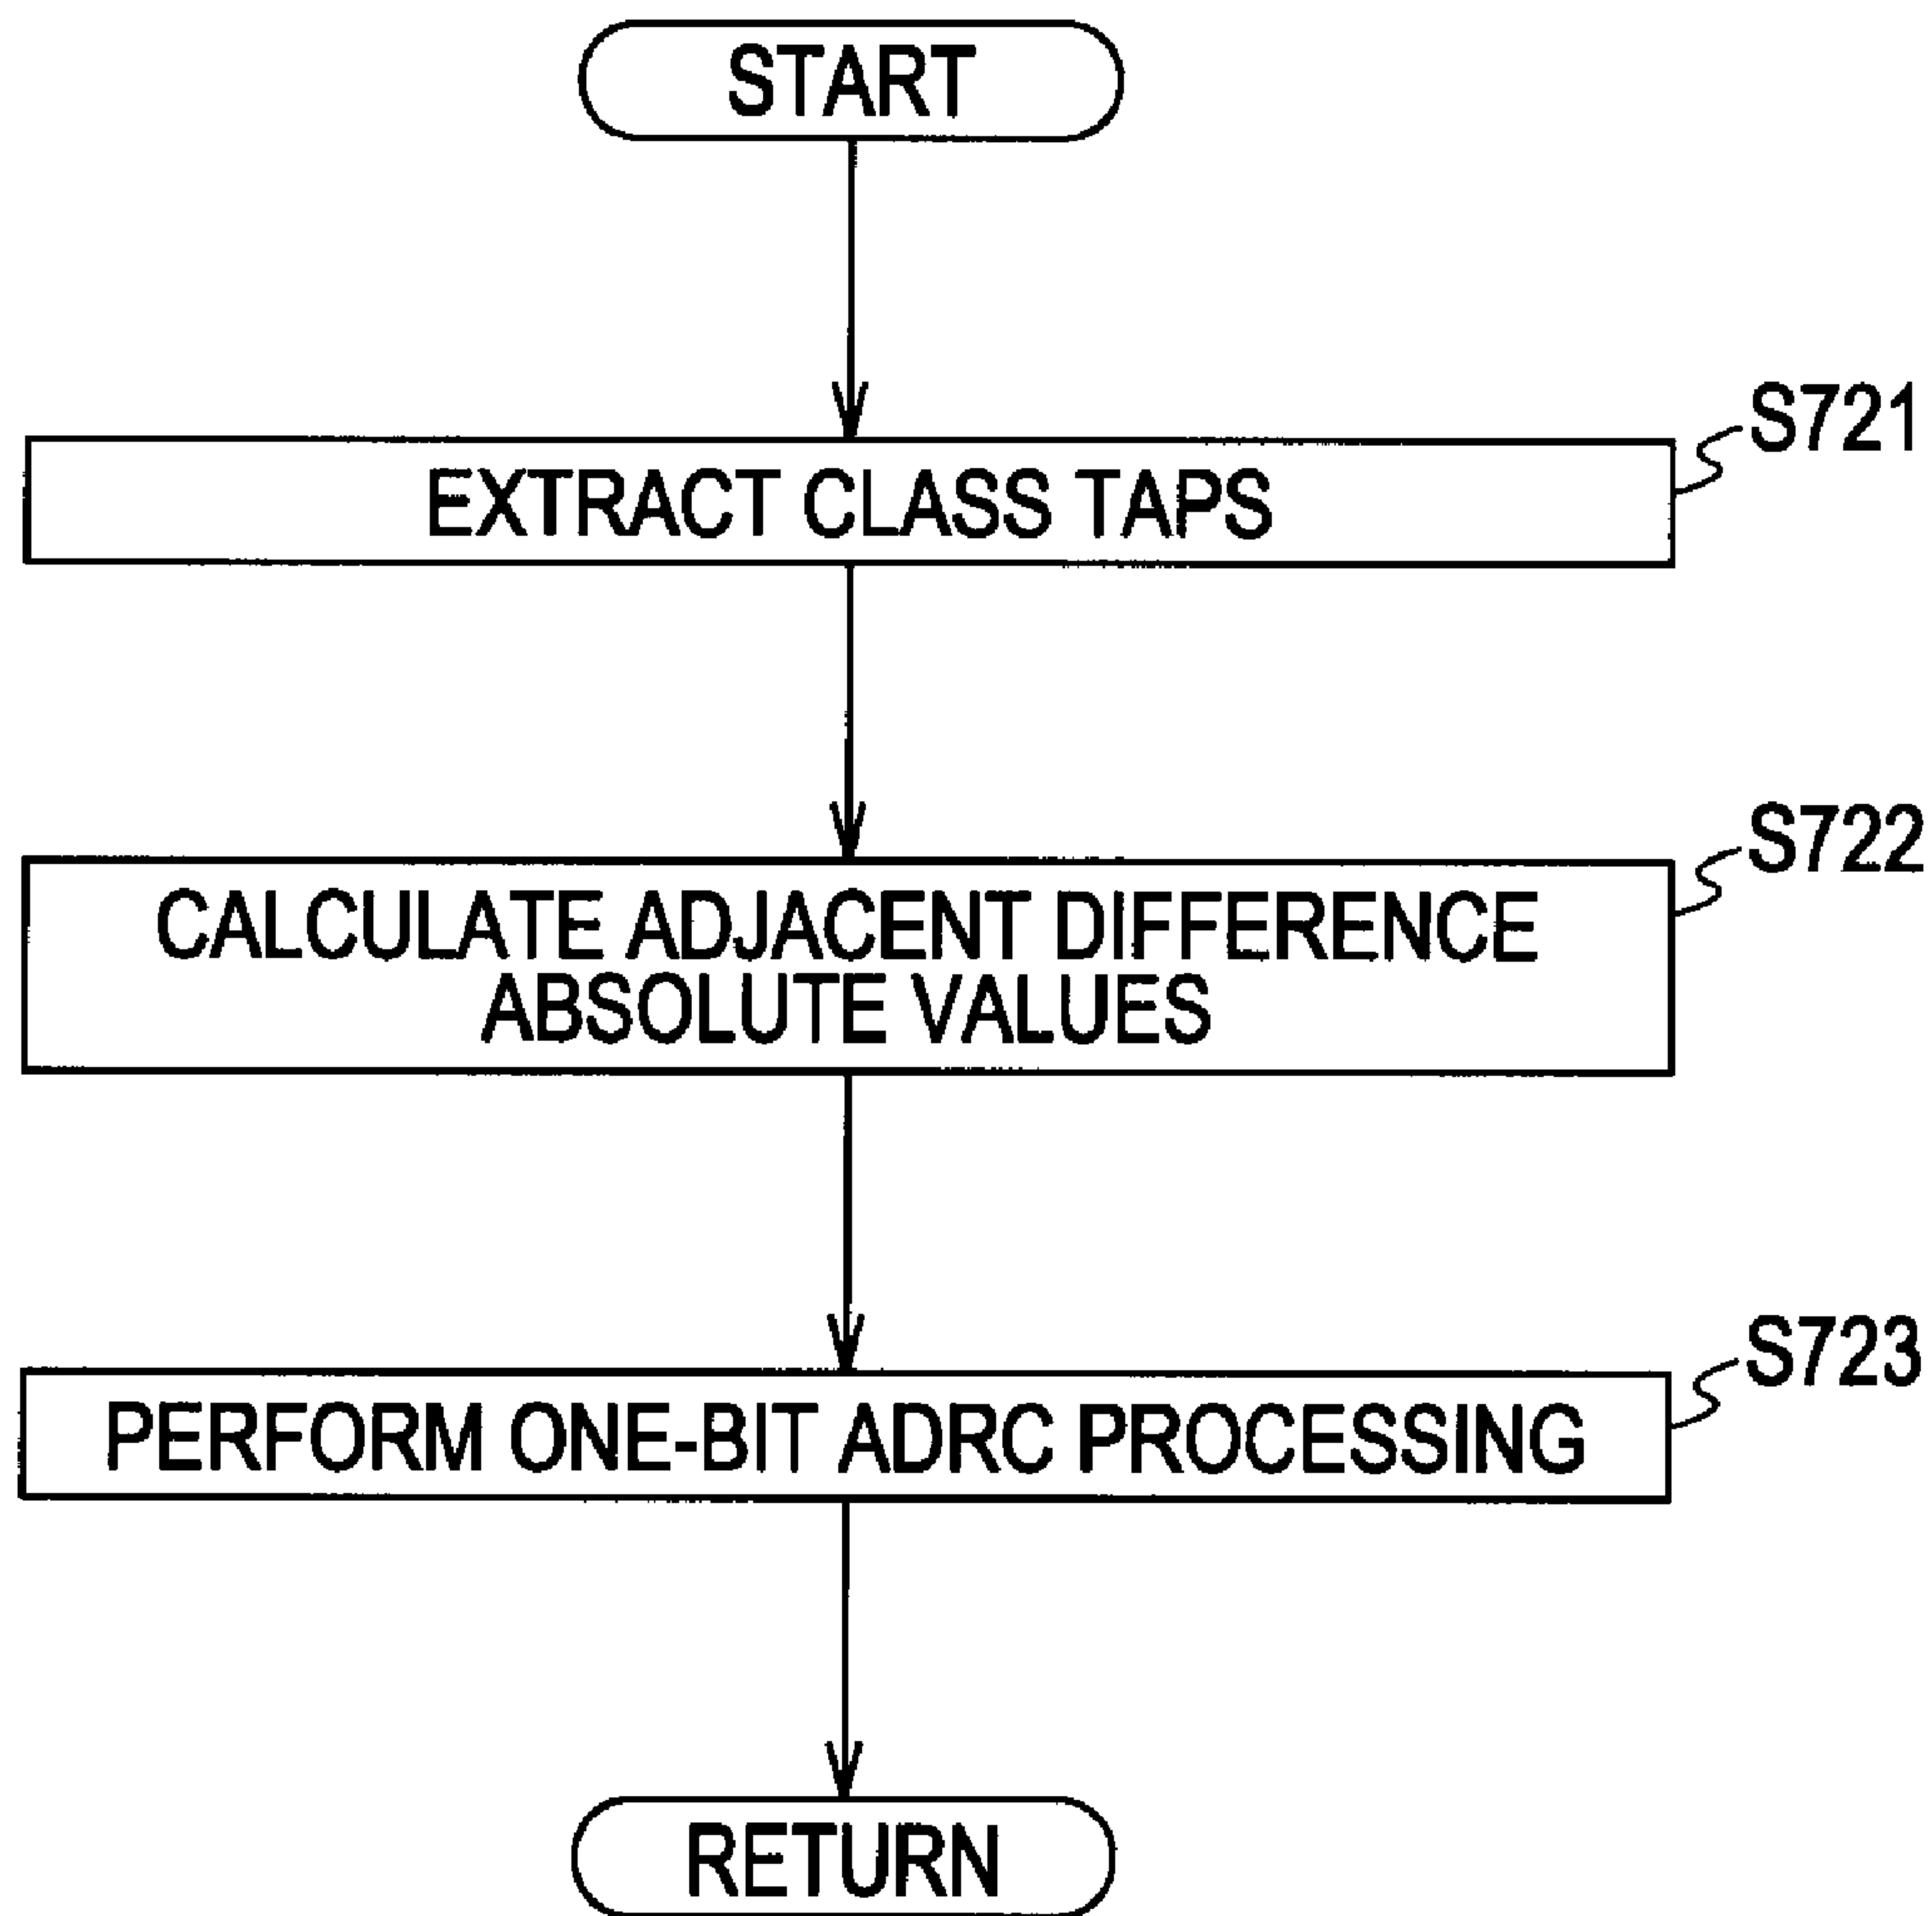 START
S721
EXTRACT CLASS TAPS
S722
CALCULATE ADJACENT DIFFERENCE
ABSOLUTE VALUES
S723
PERFORM ONE-BIT ADRC PROCESSING
RETURN